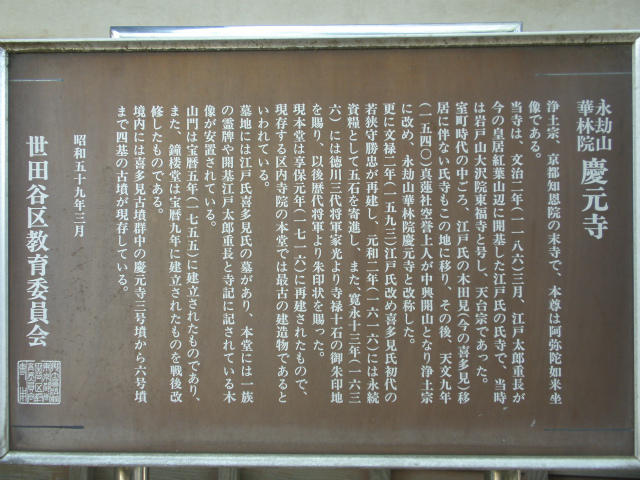 永劫山
華林院
慶元寺
浄土宗、京都知恩院の末寺で、本尊は阿弥陀如来坐
像である。
当寺は、文治二年(一一八六)三月、江戸太郎重長が
今の皇居紅葉山辺に開基した江戸氏の氏寺で、当時
は岩戸山大沢院東福寺と号し、天台宗であった。
室町時代の中ごろ、江戸氏の木田見(今の喜多見)移
居に伴ない氏寺もこの地に移り、その後、天文九年
(一五四〇)真蓮社空誉上人が中興開山となり浄土宗
に改め、永劫山華林院慶元寺と改称した。
更に文禄二年(一五九三)江戸氏改め喜多見氏初代の
若狭守勝忠が再建し、元和二年(一六一六)には永続
資糧として五石を寄進し、また、寛永十三年(一六三
六)には徳川三代将軍家光より寺禄十石の御朱印地
を賜り、以後歴代将軍より朱印状を賜った。
現本堂は享保元年(一七一六)に再建されたもので、
現存する区内寺院の本堂では最古の建造物であると
いわれている。
墓地には江戸氏喜多見氏の墓があり、本堂には一族
の霊牌や開基江戸太郎重長と寺記に記されている木
像が安置されている。
山門は宝暦五年(一七五五)に建立されたものであり、
また、鐘楼堂は宝暦九年に建立されたものを戦後改
修したものである。
境内には喜多見古墳群中の慶元寺三号墳から六号墳
まで四基の古墳が現存している。
昭和五十九年三月
世田谷区教育委員会